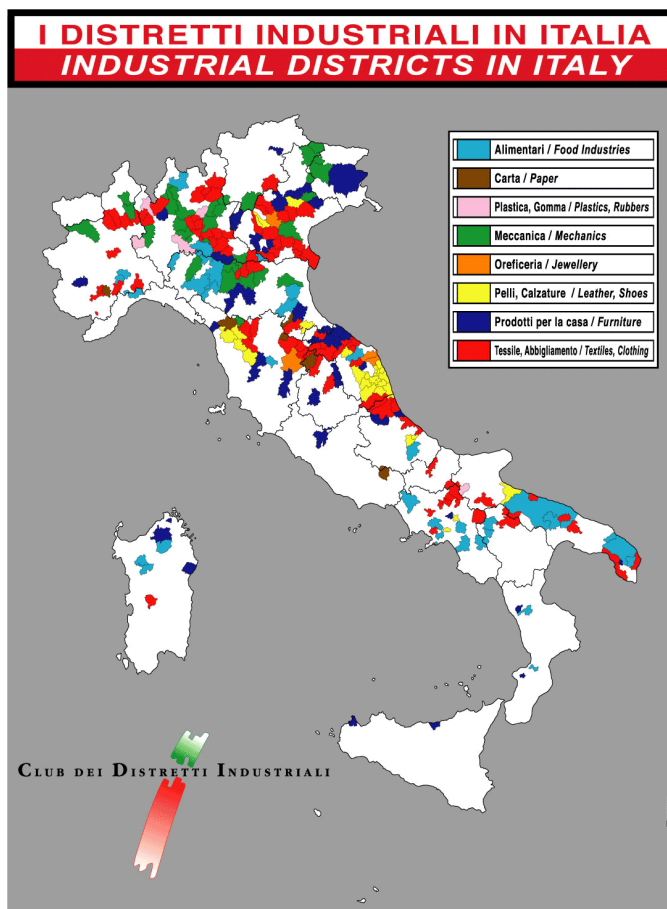 I DISTRETTI INDUSTRIALI IN ITALIA
INDUSTRIAL DISTRICTS IN ITALY
Alimentari / Food Industries
Carta / Paper
Plastica, Gomma / Plastics, Rubbers
Meccanica / Mechanics
Oreficeria / Jewellery
Pelli, Calzature / Leather, Shoes
Prodotti per la casa / Furniture
Tessile, Abbigliamento / Textiles, Clothing
CLUB DEI DISTRETTI INDUSTRIALI